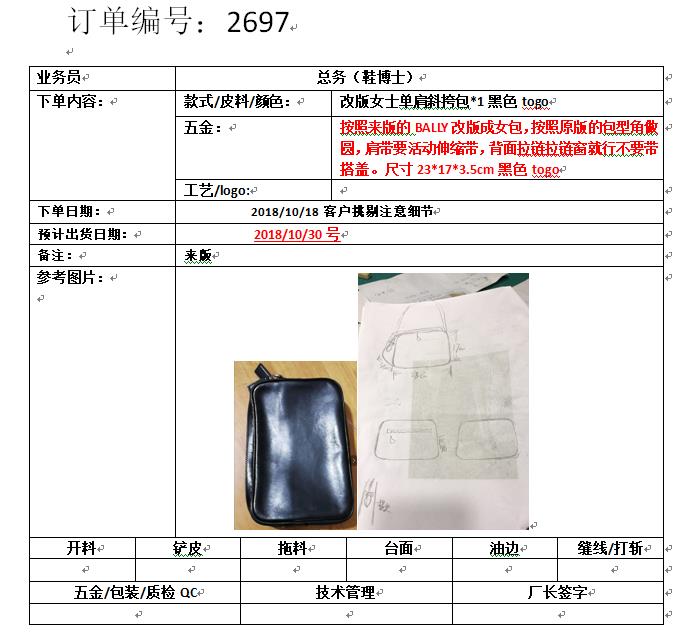 订单编号：2697
业务员
总务（鞋博士）
下单内容：
款式/皮料/颜色：
改版女士单肩斜挎包*1 黑色 togo
五金：
按照来版的 BALLY 改版成女包，按照原版的包型角做
圆，肩带要活动伸缩带，背面拉链拉链窗就行不要带
搭盖。尺寸 23*17*3.5cm 黑色 togo
工艺/logo:
下单日期：
2018/10/18 客户挑剔注意细节
预计出货日期：
2018/10/30 号
备注：
来版
参考图片：
开料
铲皮
拖料
台面
油边
缝线/打斩
五金/包装/质检 QC
技术管理
厂长签字